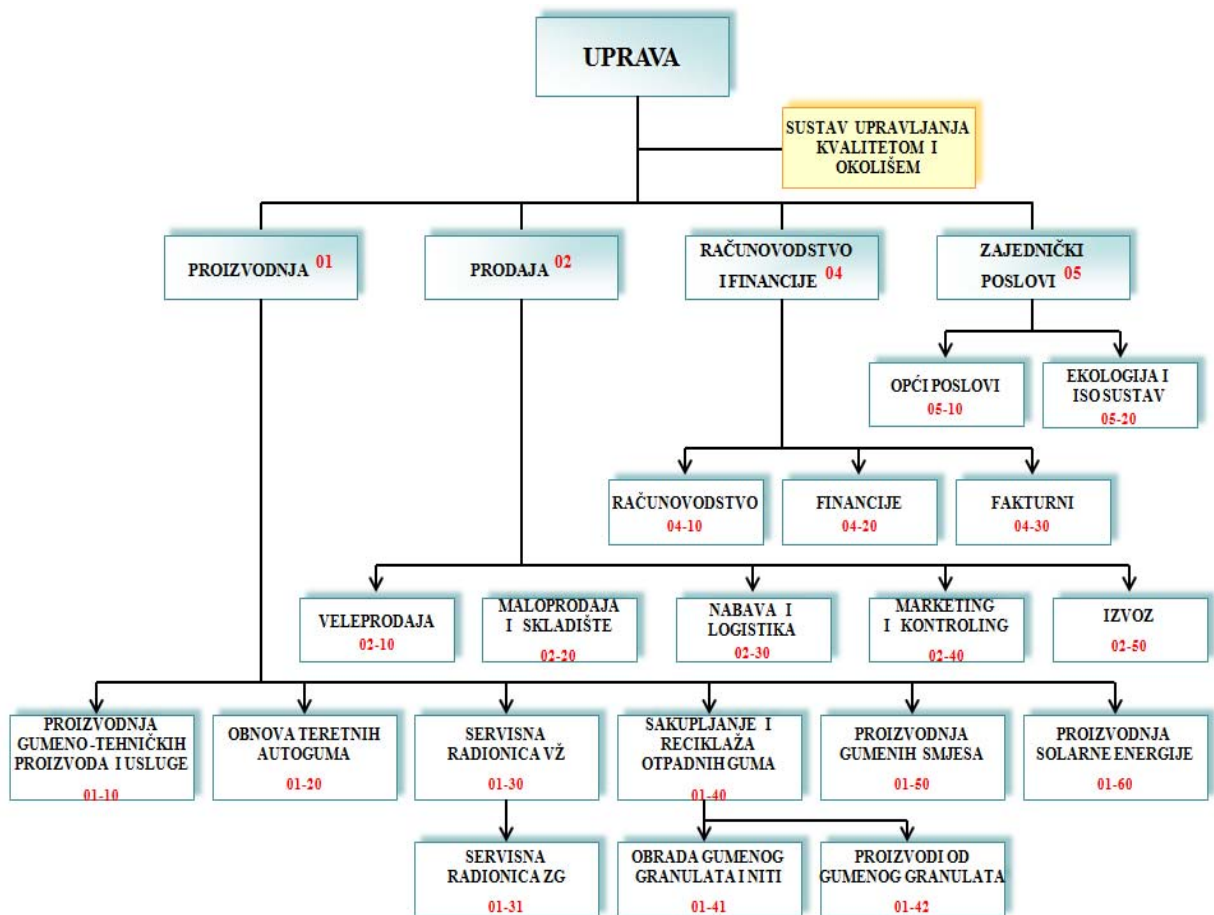 UPRAVA
SUSTAV UPRAVLJANJA
KVALITETOM I
OKOLIŠEM
PROIZVODNJA 01
PRODAJA 02
RAČUNOVODSTVO
I FINANCIJE 04
ZAJEDNIČKI
POSLOVI 05
OPĆI POSLOVI
05-10
EKOLOGIJA I
ISO SUSTAV
05-20
RAČUNOVODSTVO
04-10
FINANCIJE
04-20
FAKTURNI
04-30
VELEPRODAJA
02-10
MALOPRODAJA
I SKLADIŠTE
02-20
NABAVA I
LOGISTIKA
02-30
MARKETING
I KONTROLING
02-40
IZVOZ
02-50
PROIZVODNJA
GUMENO-TEHNIČKIH
PROIZVODA I USLUGE
01-10
OBNOVA TERETNIH
AUTOGUMA
01-20
SERVISNA
RADIONICA VŽ
01-30
SAKUPLJANJE I
RECIKLAŽA
OTPADNIH GUMA
01-40
PROIZVODNJA
GUMENIH SMJESA
01-50
PROIZVODNJA
SOLARNE ENERGIJE
01-60
SERVISNA
RADIONICA ZG
01-31
OBRADA GUMENOG
GRANULATA I NITI
01-41
PROIZVODI OD
GUMENOG GRANULATA
01-42